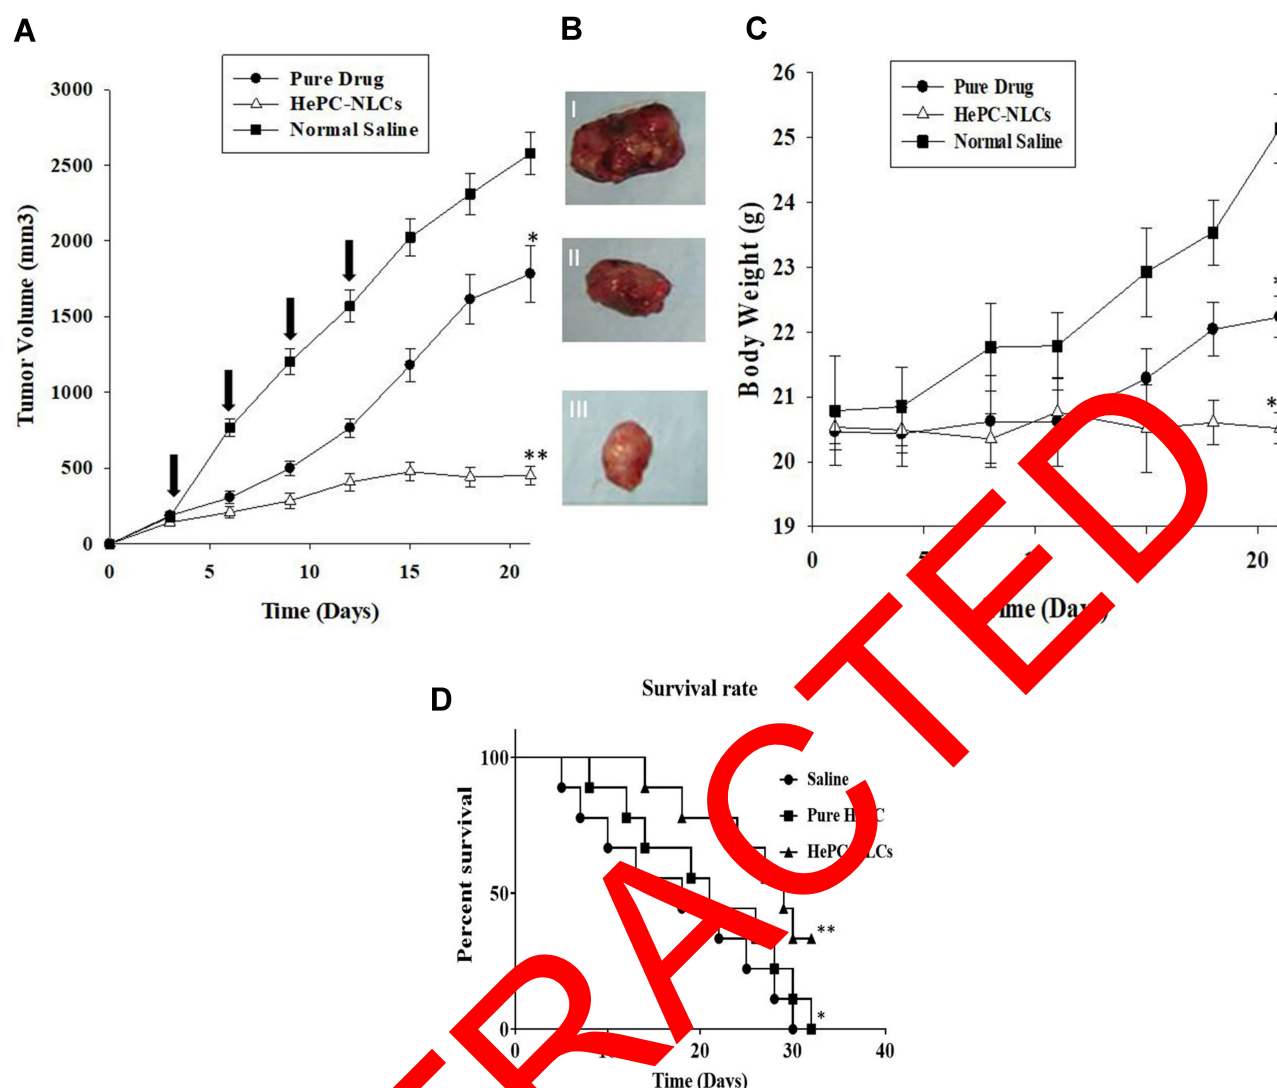 A
Pure Drug
HePC-NLCs
Normal Saline
3000
2500
2000
1500
1000
500
0
Tumor Volume (mm3)
*
**
0
5
10
15
20
Time (Days)
B
I
II
III
C
Pure Drug
HePC-NLCs
Normal Saline
26
25
24
23
22
21
20
19
Body Weight (g)
*
0
20
(Days)
D
Survival rate
Saline
Pure
100
50
0
Percent survival
**
*
0
20
30
40
Time (Days)
RACTED